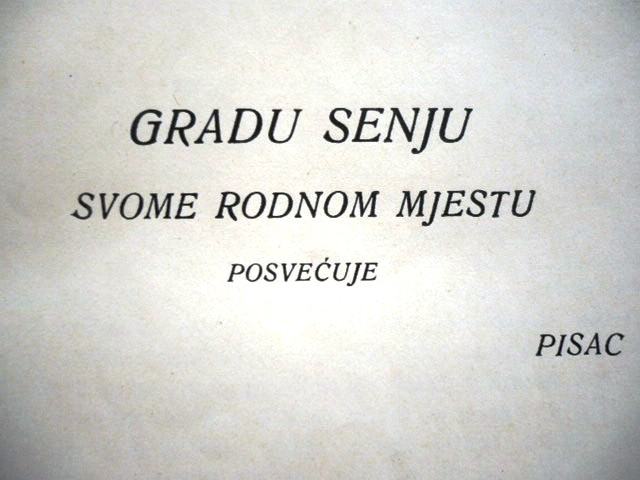 GRADU SENJU
SVOME RODNOM MJESTU
POSVEĆUJE
PISAC